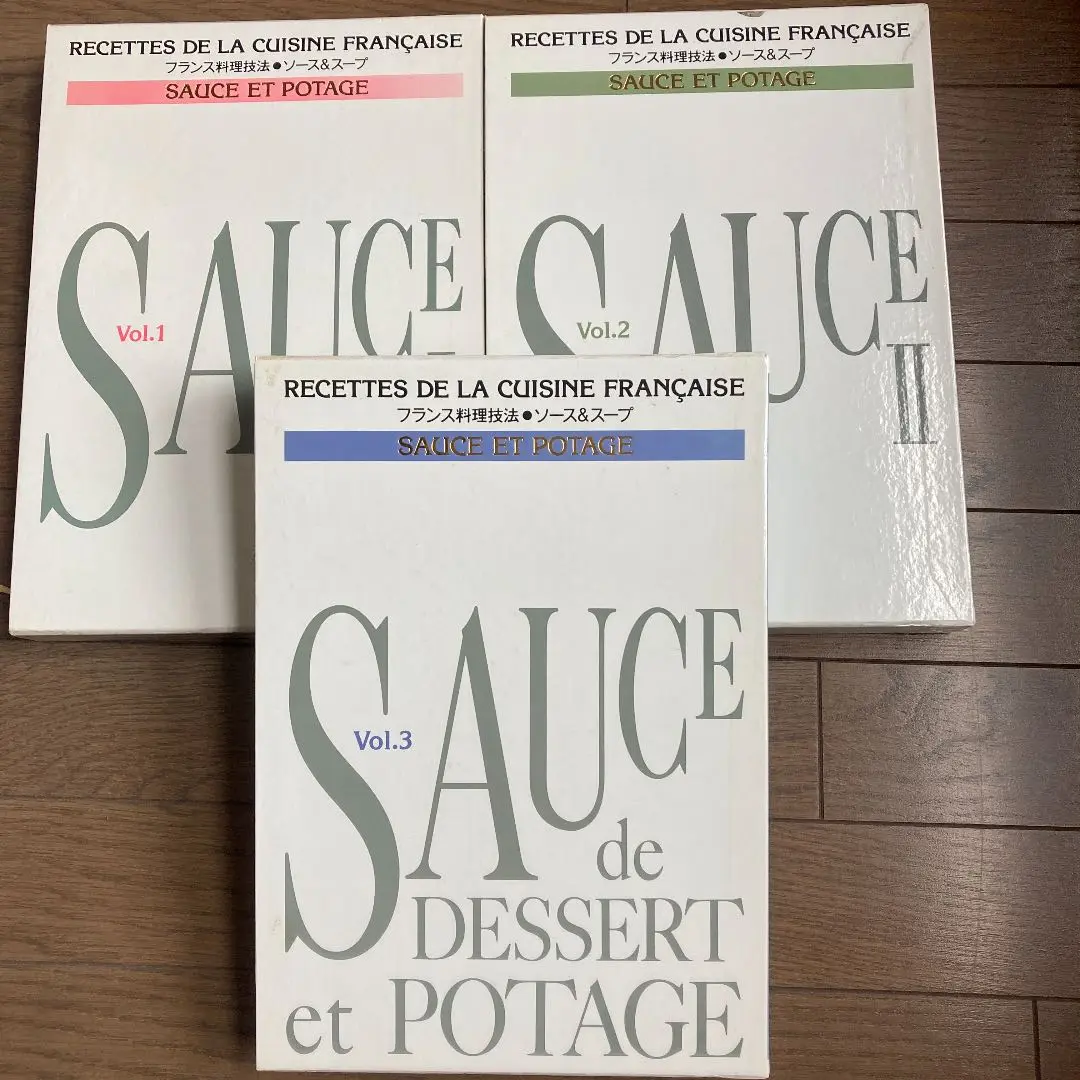 RECETTES DE LA CUISINE FRANÇAISE
フランス料理技法●ソース&スープ
SAUCE ET POTAGE
SAUCE
Vol.1
RECETTES DE LA CUISINE FRANÇAISE
フランス料理技法●ソース&スープ
SAUCE ET POTAGE
SAUCE
Vol.2
II
RECETTES DE LA CUISINE FRANÇAISE
フランス料理技法●ソース&スープ
SAUCE ET POTAGE
SAUCE
Vol.3
de
DESSERT
et POTAGE